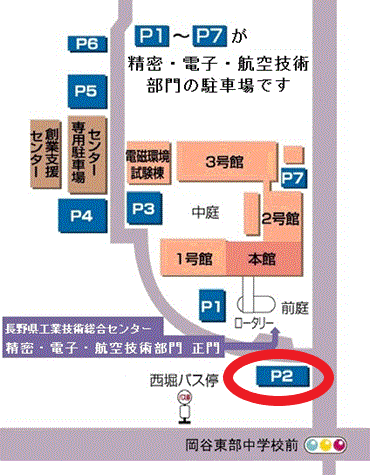 P1～P7が
精密・電子・航空技術
部門の駐車場です
P6
P5
創業支援
センター
センター
専用駐車場
P4
電磁環境
試験棟
3号館
P7
P3
中庭
2号館
1号館
本館
P1
前庭
ロータリー
長野県工業技術総合センター
精密・電子・航空技術部門 正門
P2
西堀バス停
岡谷東部中学校前